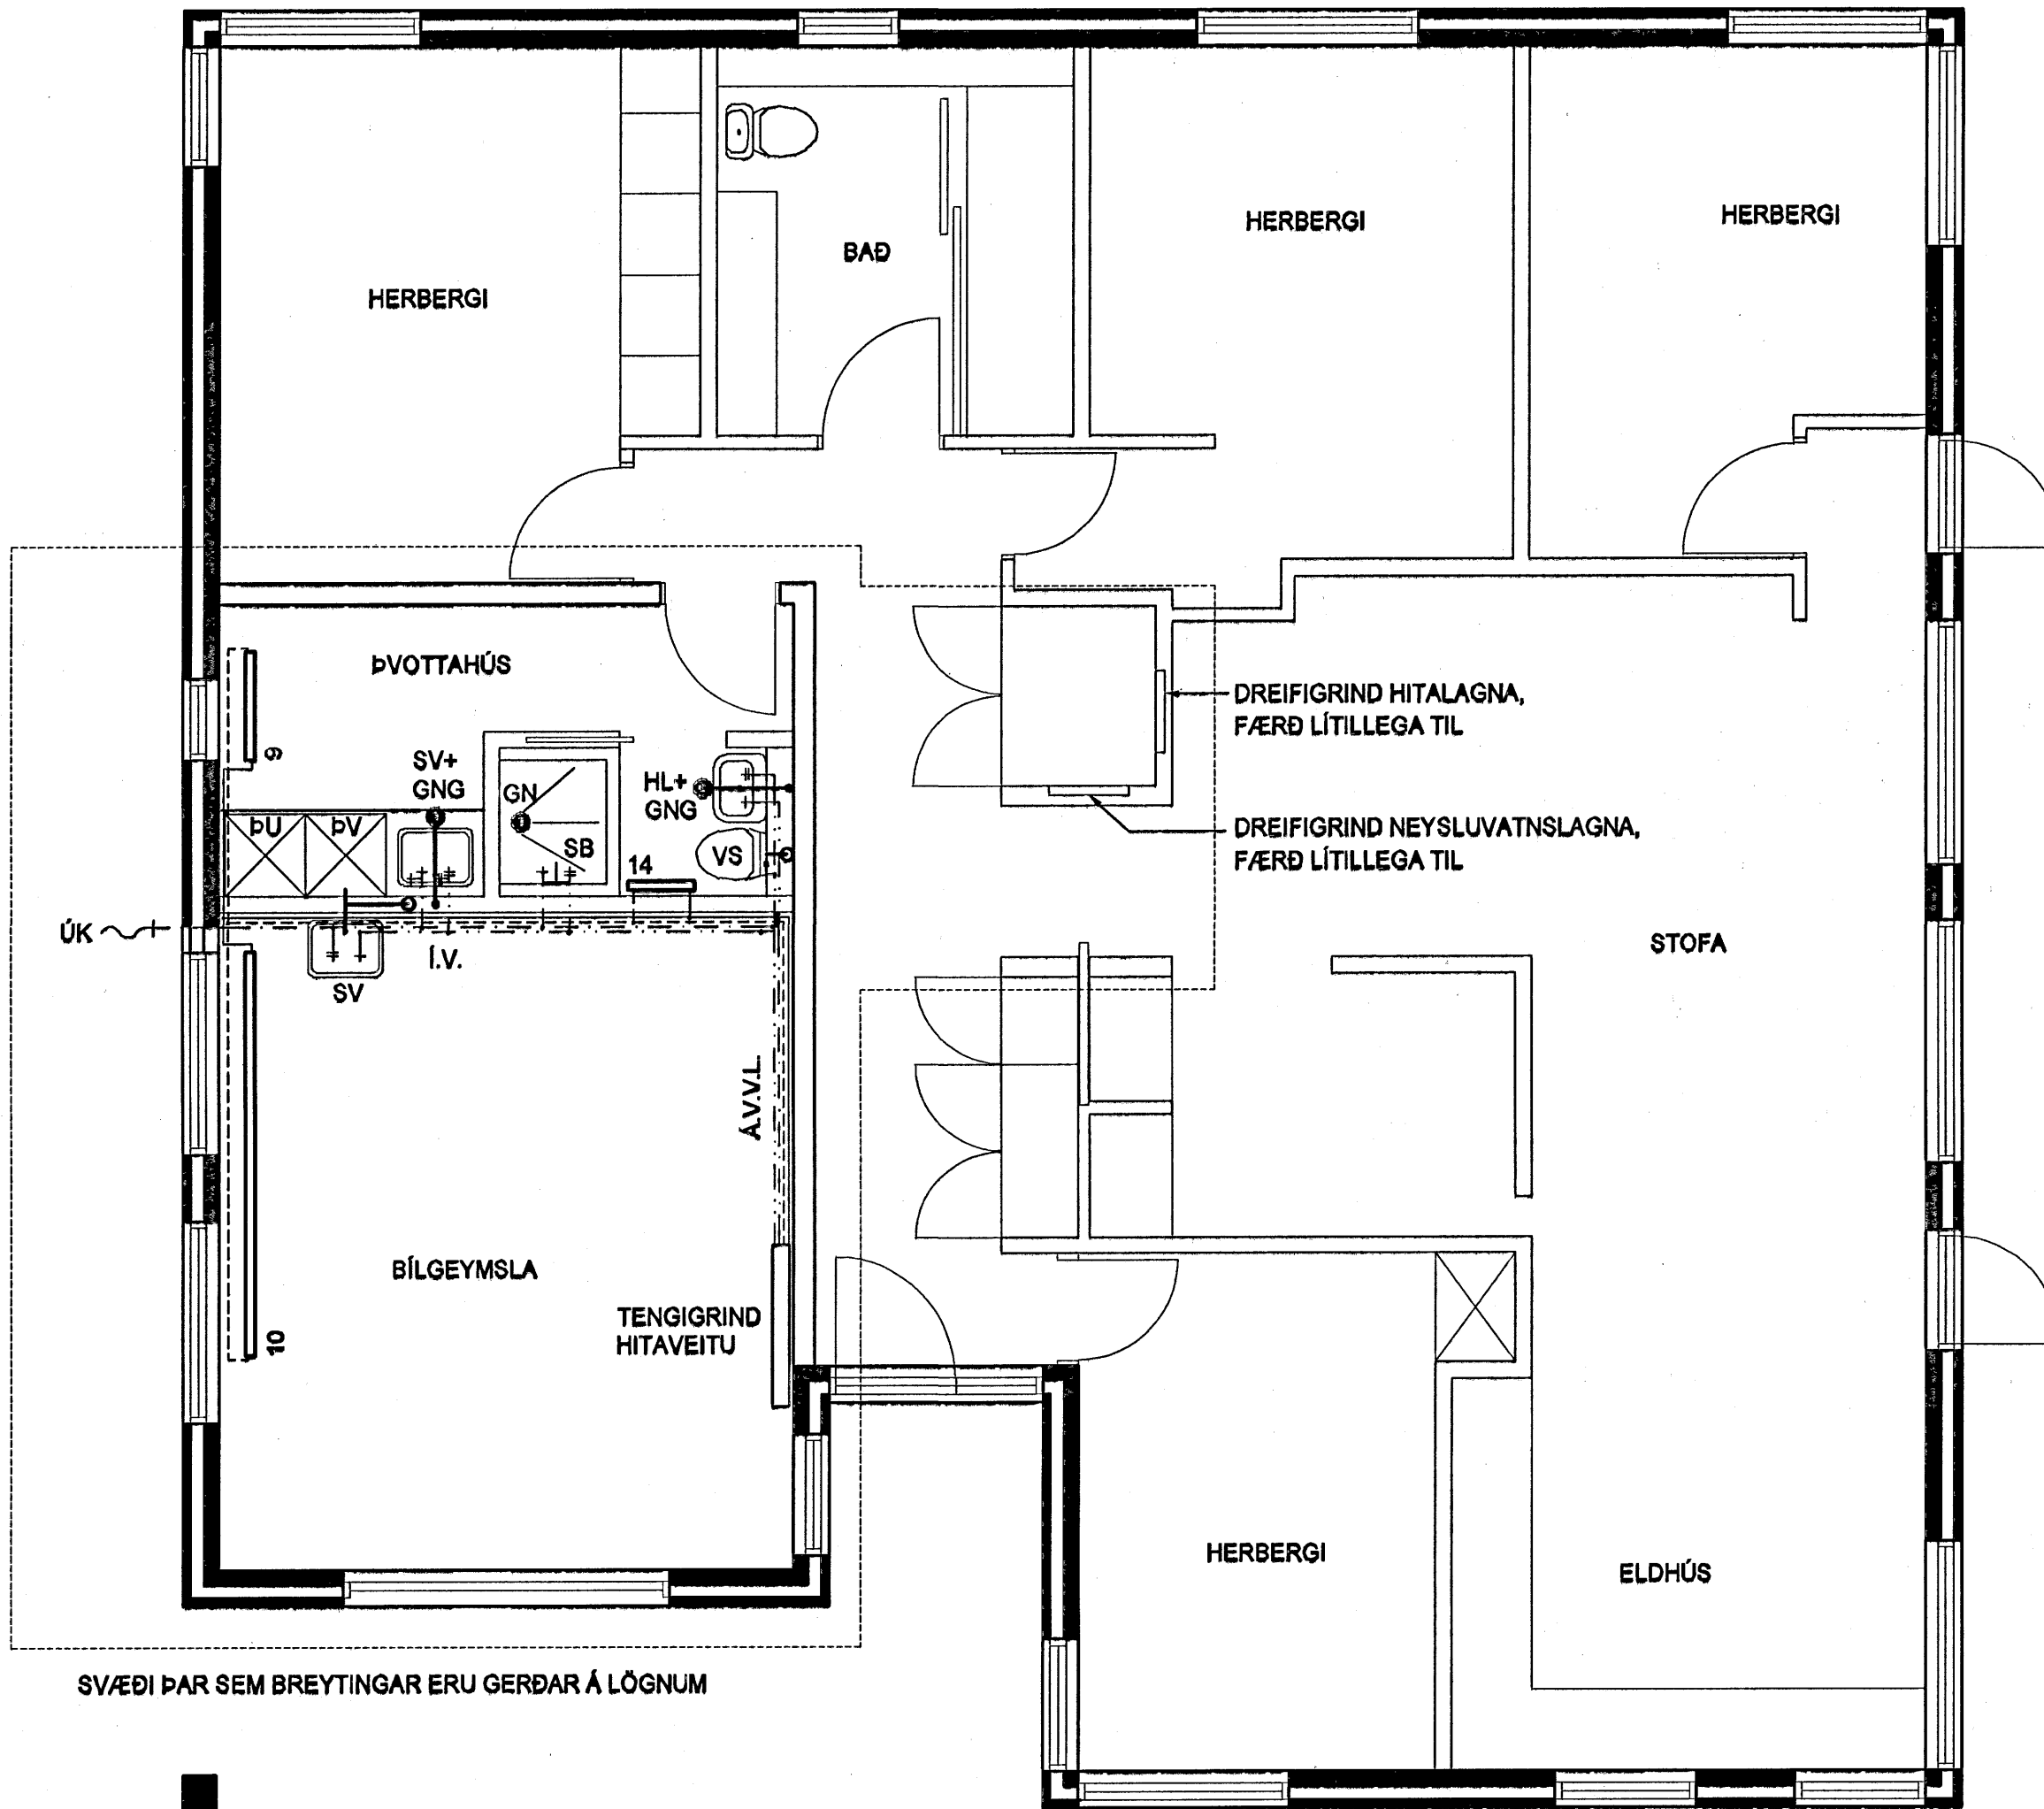 HERBERGI
BAÐ
HERBERGI
HERBERGI
ÞVOTTAHÚS
9
SV+
GNG
GN
HL+
GNG
ÞU
ÞV
SB
14
VS
DREIFIGRIND HITALAGNA,
FÆRÐ LÍTILLEGA TIL
DREIFIGRIND NEYSLUVATNSLAGNA,
FÆRÐ LÍTILLEGA TIL
ÚK
Í.V.
SV
STOFA
Á.V.V.L.
BÍLGEYMSLA
10
TENGIGRIND
HITAVEITU
HERBERGI
ELDHÚS
SVÆÐI ÞAR SEM BREYTINGAR ERU GERÐAR Á LÖGNUM